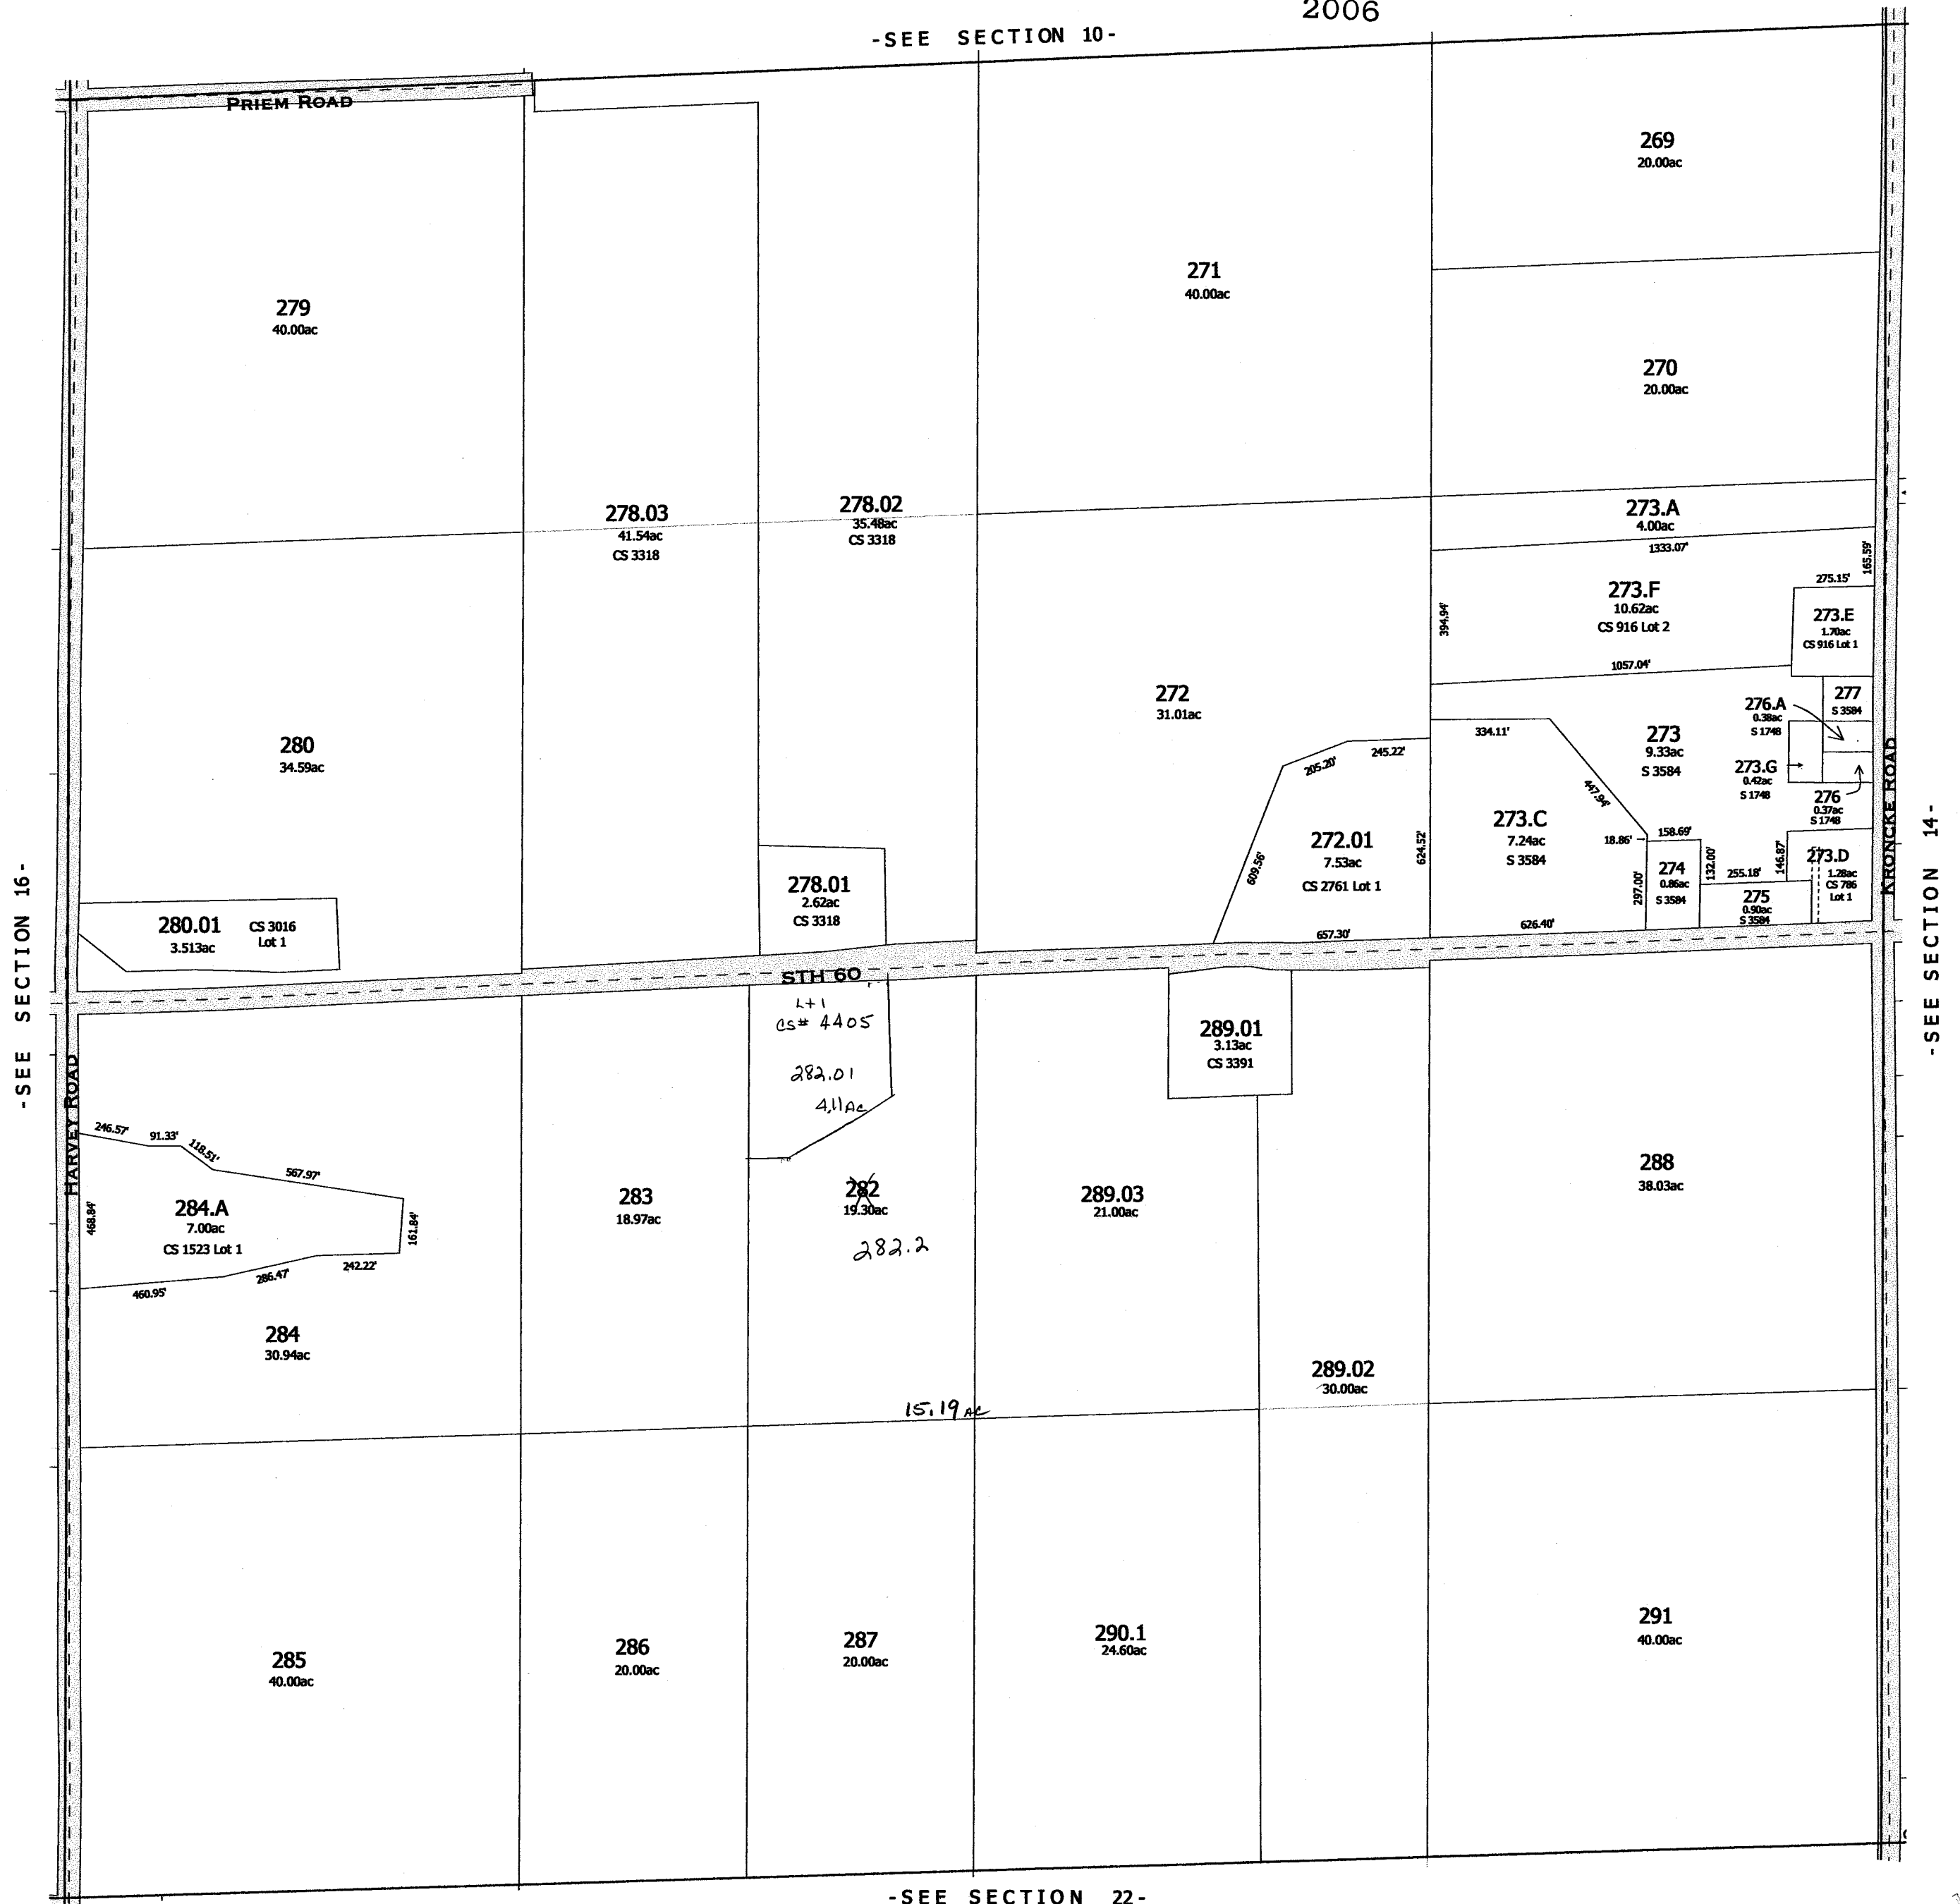 2006
-SEE SECTION 10-
PRIEM ROAD
269
20.00ac
271
40.00ac
279
40.00ac
270
20.00ac
278.03
41.54ac
CS 3318
278.02
35.48ac
CS 3318
273.A
4.00ac
1333.07'
165.59'
275.15'
273.F
10.62ac
CS 916 Lot 2
394.94'
273.E
1.70ac
CS 916 Lot 1
1057.04'
272
31.01ac
277
S 3584
276.A
0.38ac
S 1748
273
9.33ac
S 3584
334.11'
245.22'
205.20'
280
34.59ac
273.G
0.42ac
S 1748
447.94'
276
0.37ac
S 1748
KRONCKE ROAD
-SEE SECTION 14-
-SEE SECTION 16-
273.C
7.24ac
S 3584
272.01
7.53ac
CS 2761 Lot 1
624.52'
609.56'
657.30'
18.86'
158.69'
274
0.86ac
S 3584
297.00'
132.00'
255.18'
146.87'
273.D
1.28ac
CS 786
Lot 1
275
0.90ac
S 3584
626.40'
278.01
2.62ac
CS 3318
280.01
3.513ac
CS 3016
Lot 1
STH 60
Lt 1
CS# 4405
282.01
4.11 Ac
289.01
3.13ac
CS 3391
HARVEY ROAD
246.57'
91.33'
118.51'
567.97'
468.84'
284.A
7.00ac
CS 1523 Lot 1
161.84'
242.22'
286.47'
460.95'
283
18.97ac
282
19.30ac
282.2
289.03
21.00ac
288
38.03ac
284
30.94ac
289.02
30.00ac
15.19 AC
285
40.00ac
286
20.00ac
287
20.00ac
290.1
24.60ac
291
40.00ac
-SEE SECTION 22-